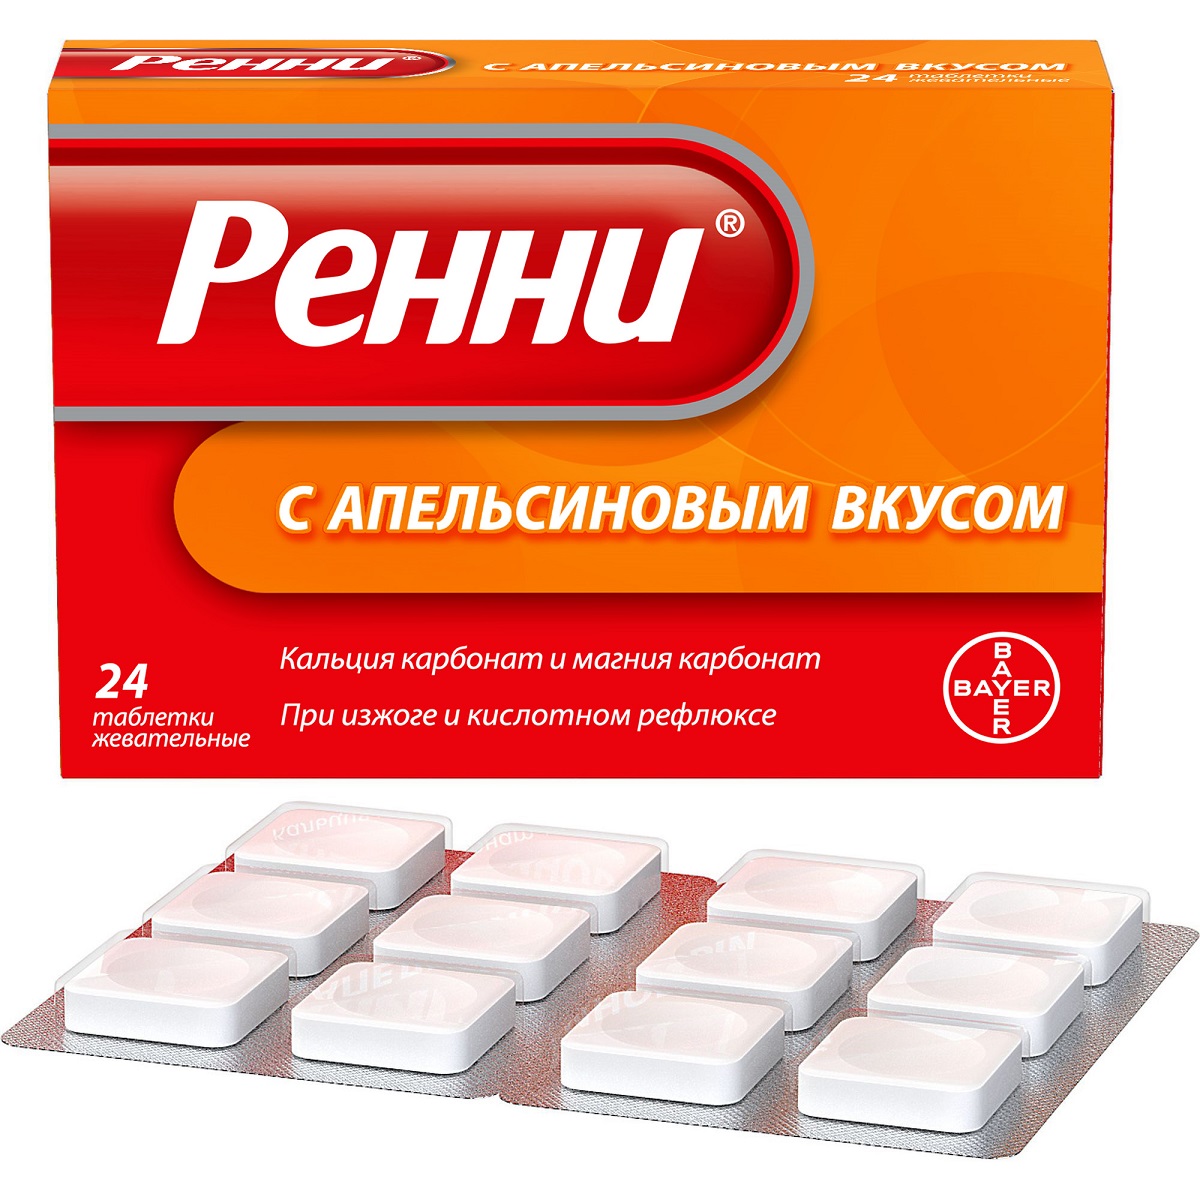 Ренни®
С АПЕЛЬСИНОВЫМ ВКУСОМ
24 таблетки
жевательные
Ренни®
С АПЕЛЬСИНОВЫМ ВКУСОМ
24
таблетки
жевательные
Кальция карбонат и магния карбонат
При изжоге и кислотном рефлюксе
BAYER
BAYER